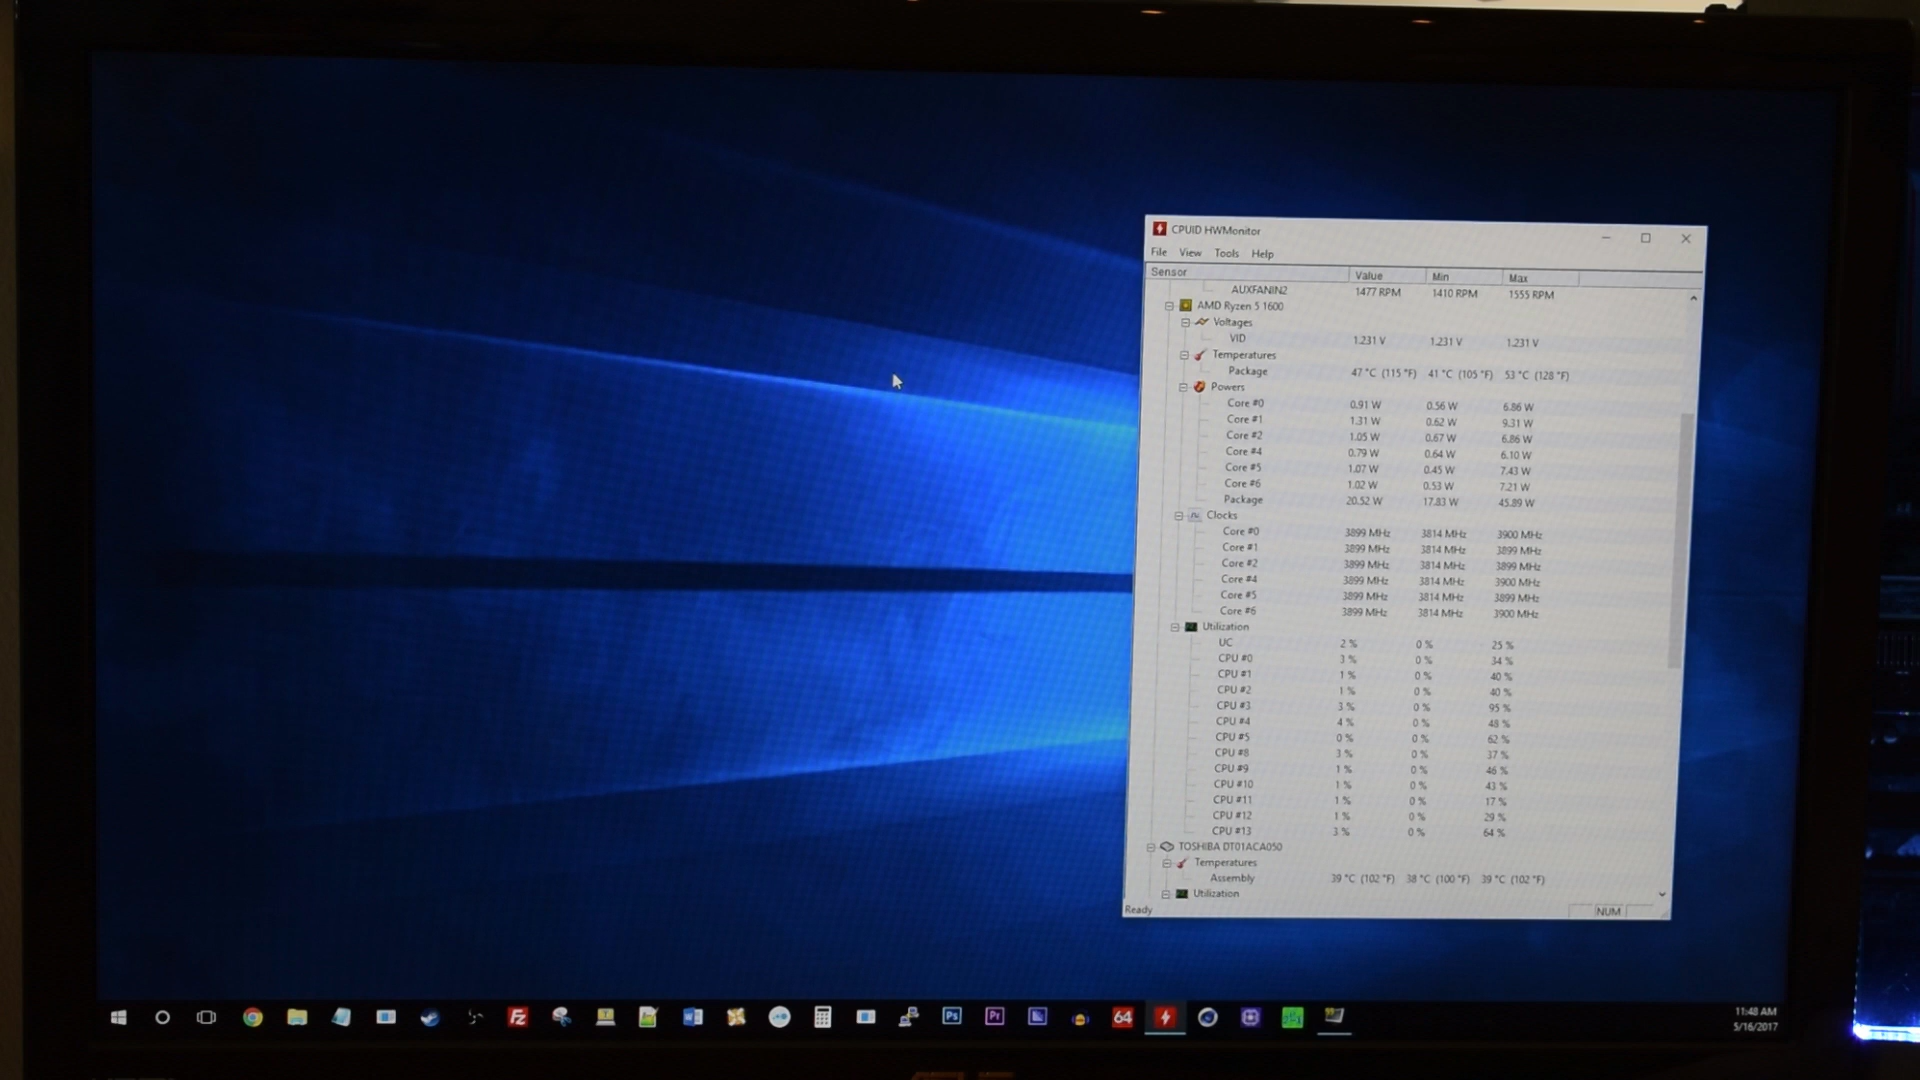 CPUID HWMonitor
File View Tools Help
Sensor Value Min Max
AUXFANIN2 1477 RPM 1410 RPM 1555 RPM
AMD Ryzen 5 1600
Voltages
VID 1.231 V 1.231 V 1.231 V
Temperatures
Package 47 °C (115 °F) 41 °C (105 °F) 53 °C (128 °F)
Powers
Core #0 0.91 W 0.56 W 6.86 W
Core #1 1.31 W 0.62 W 9.31 W
Core #2 1.05 W 0.67 W 6.86 W
Core #4 0.79 W 0.64 W 6.10 W
Core #5 1.07 W 0.45 W 7.43 W
Core #6 1.02 W 0.53 W 7.21 W
Package 20.52 W 17.83 W 45.89 W
Clocks
Core #0 3899 MHz 3814 MHz 3900 MHz
Core #1 3899 MHz 3814 MHz 3899 MHz
Core #2 3899 MHz 3814 MHz 3899 MHz
Core #4 3899 MHz 3814 MHz 3900 MHz
Core #5 3899 MHz 3814 MHz 3899 MHz
Core #6 3899 MHz 3814 MHz 3900 MHz
Utilization
UC 2 % 0 % 25 %
CPU #0 3 % 0 % 34 %
CPU #1 1 % 0 % 40 %
CPU #2 1 % 0 % 40 %
CPU #3 3 % 0 % 95 %
CPU #4 4 % 0 % 48 %
CPU #5 0 % 0 % 62 %
CPU #8 3 % 0 % 37 %
CPU #9 1 % 0 % 46 %
CPU #10 1 % 0 % 43 %
CPU #11 1 % 0 % 17 %
CPU #12 1 % 0 % 29 %
CPU #13 3 % 0 % 64 %
TOSHIBA DT01ACA050
Temperatures
Assembly 39 °C (102 °F) 38 °C (100 °F) 39 °C (102 °F)
Utilization
Ready NUM
Fz Ps Pr 64
11:48 AM
5/16/2017